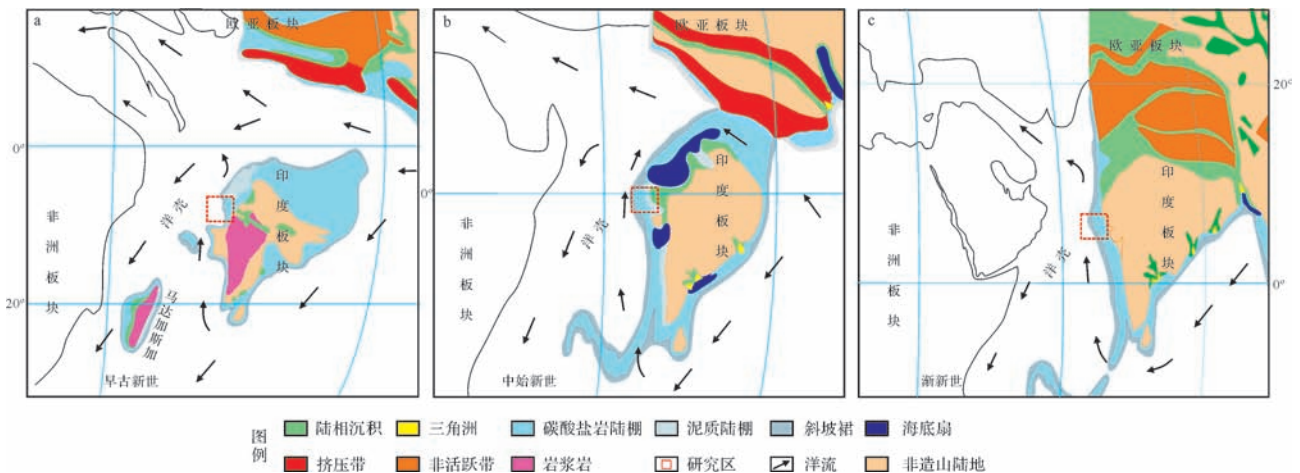 a
欧亚板块
0°
印度板块
洋壳
非洲板块
20°
马达加斯加
早古新世
b
欧亚板块
0°
印度板块
洋壳
非洲板块
中始新世
c
欧亚板块
20°
印度板块
非洲板块
洋壳
0°
渐新世
图例
陆相沉积 三角洲 碳酸盐岩陆棚 泥质陆棚 斜坡裙 海底扇
挤压带 非活跃带 岩浆岩 研究区 洋流 非造山陆地